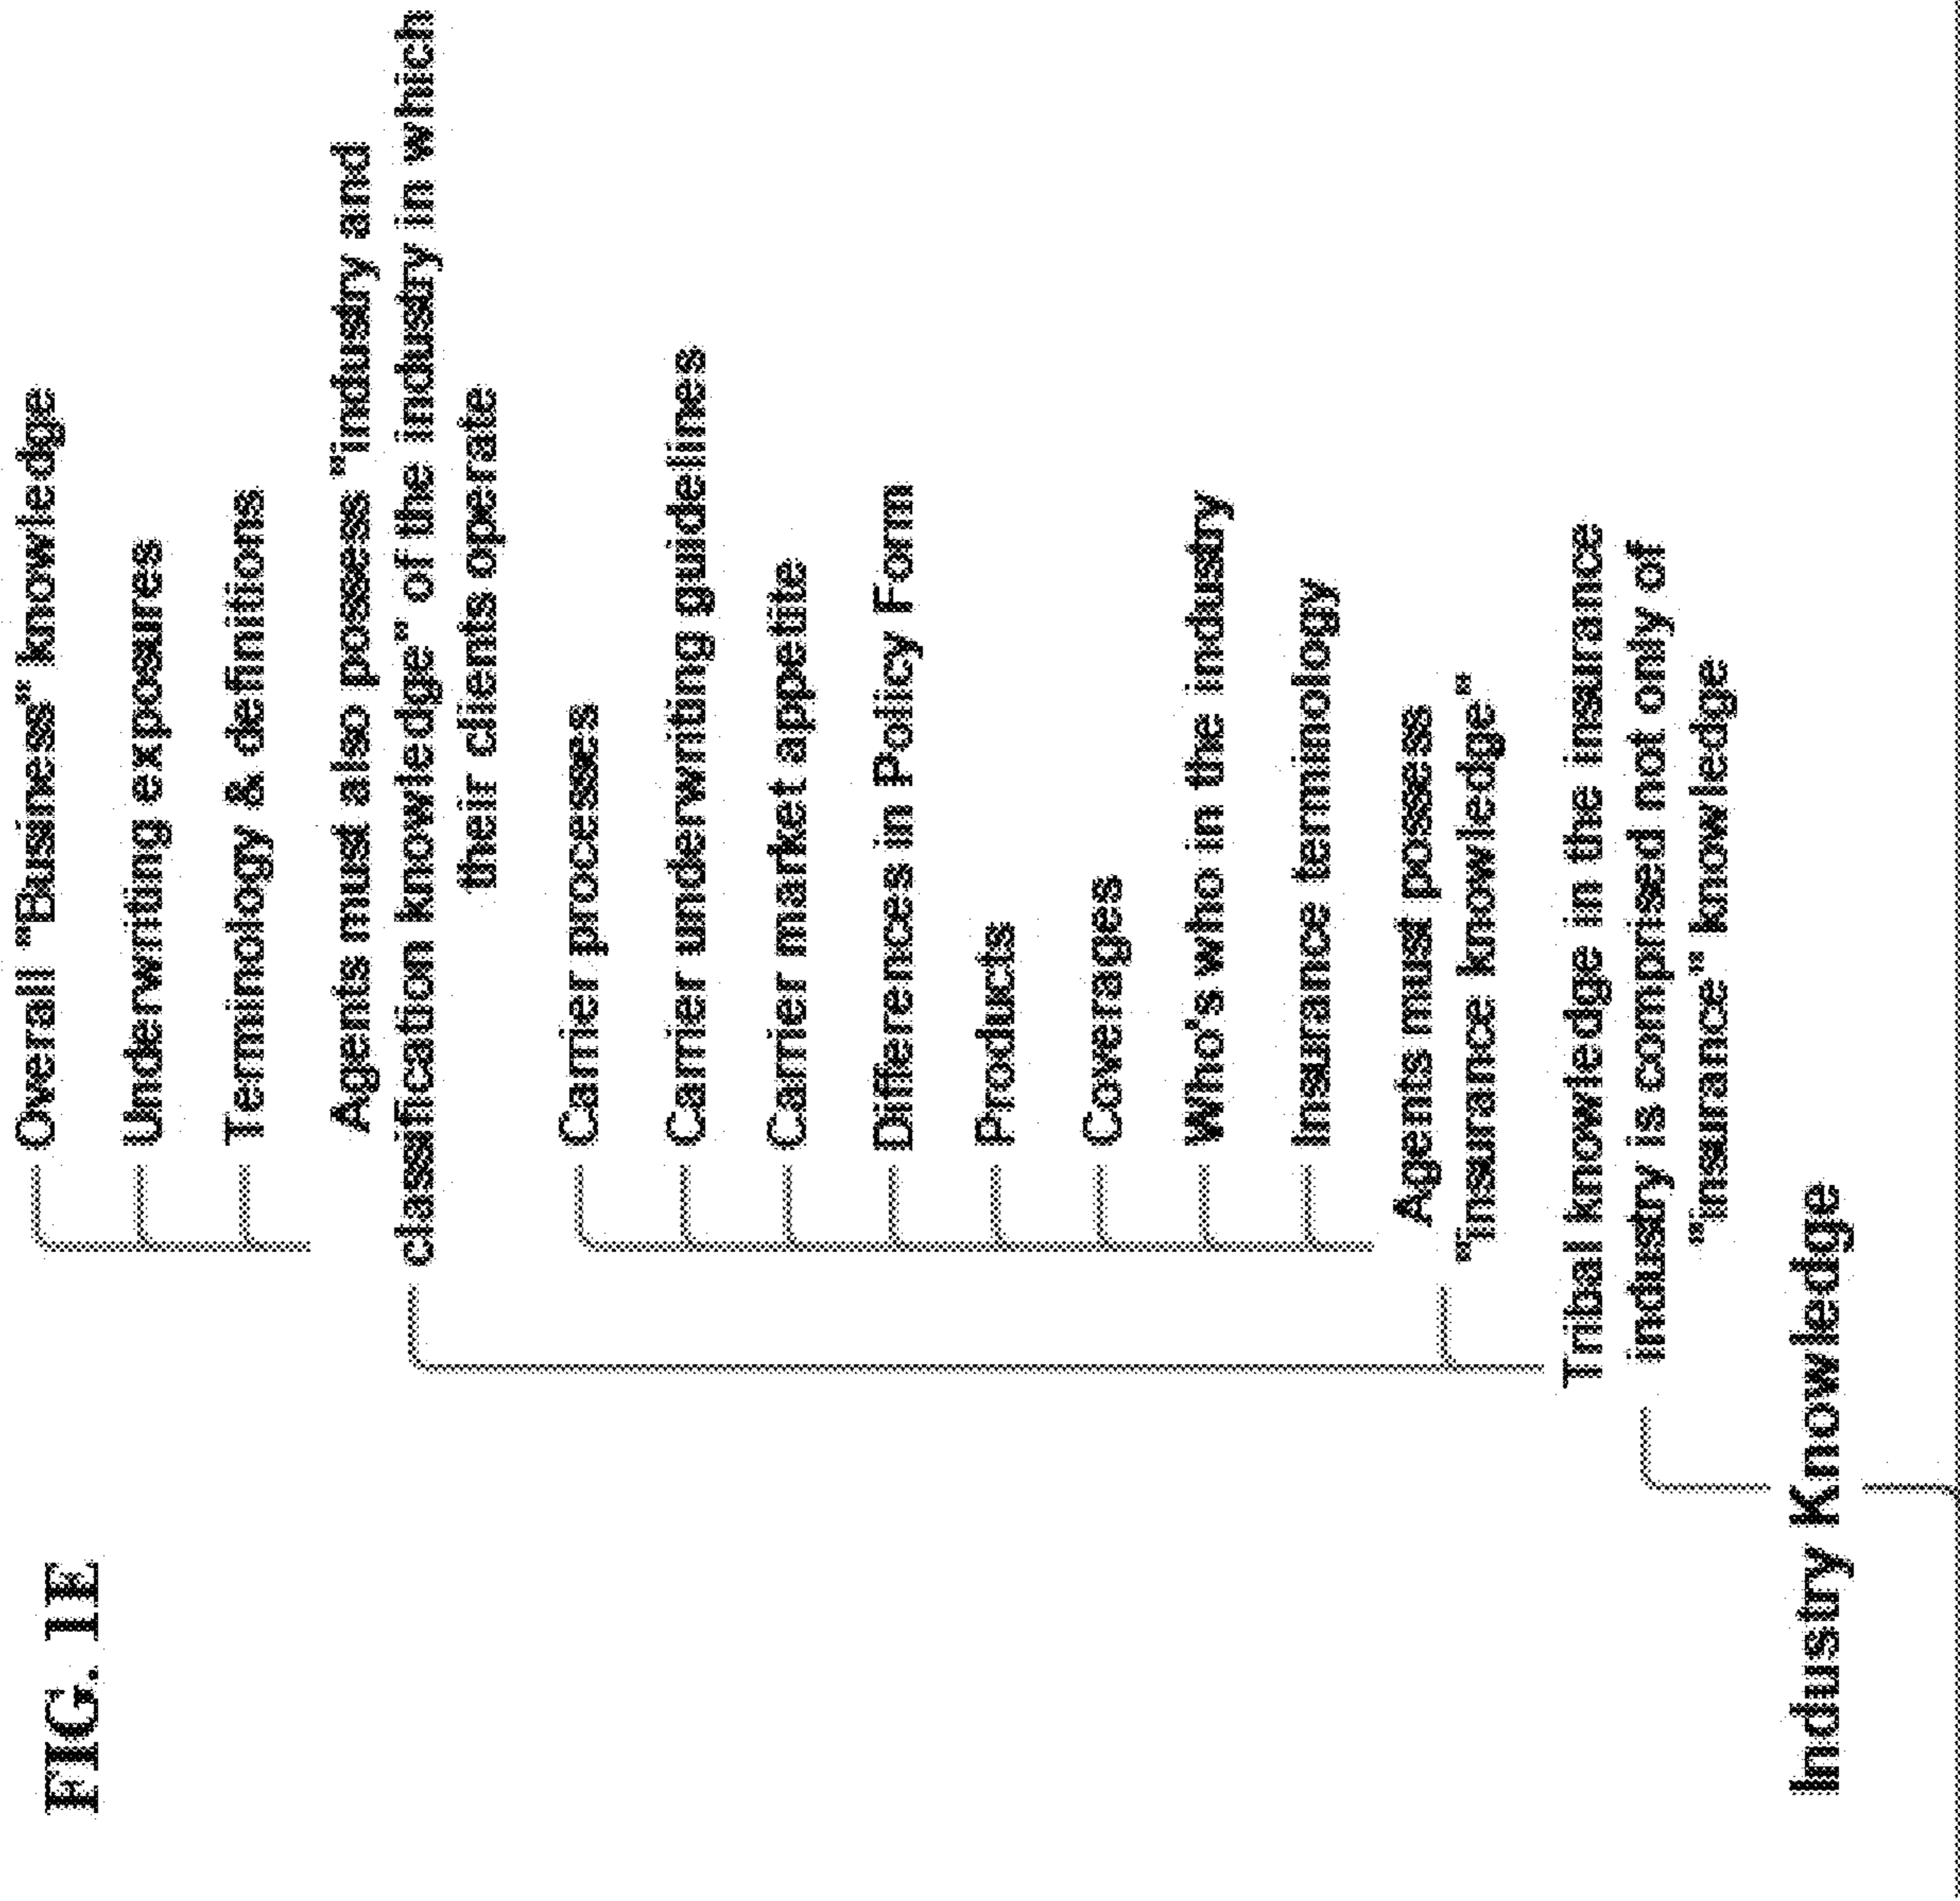 FIG. 1E
Overall "Business" knowledge
Underwriting exposures
Terminology & definitions
Agents must also possess "industry and
classification knowledge" of the industry in which
their clients operate
Carrier processes
Carrier underwriting guidelines
Carrier market appetite
Differences in Policy Form
Products
Coverages
Who's who in the industry
Insurance terminology
Agents must possess
"insurance knowledge"
Tribal knowledge in the insurance
industry is comprised not only of
"insurance" knowledge
Industry Knowledge